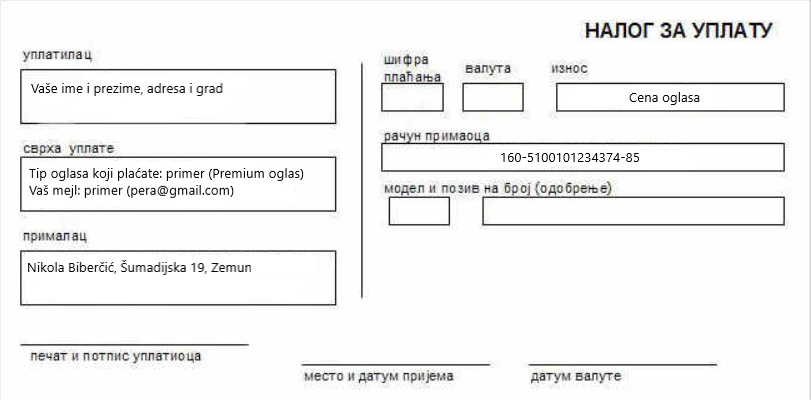 НАЛОГ ЗА УПЛАТУ
уплатилац
Vaše ime i prezime, adresa i grad
сврха уплате
Tip oglasa koji plaćate: primer (Premium oglas)
Vaš mejl: primer (pera@gmail.com)
прималац
Nikola Biberčić, Šumadijska 19, Zemun
печат и потпис уплатиоца
шифра
плаћања
валута
износ
Cena oglasa
рачун примаоца
160-5100101234374-85
модел и позив на број (одобрење)
место и датум пријема
датум валуте